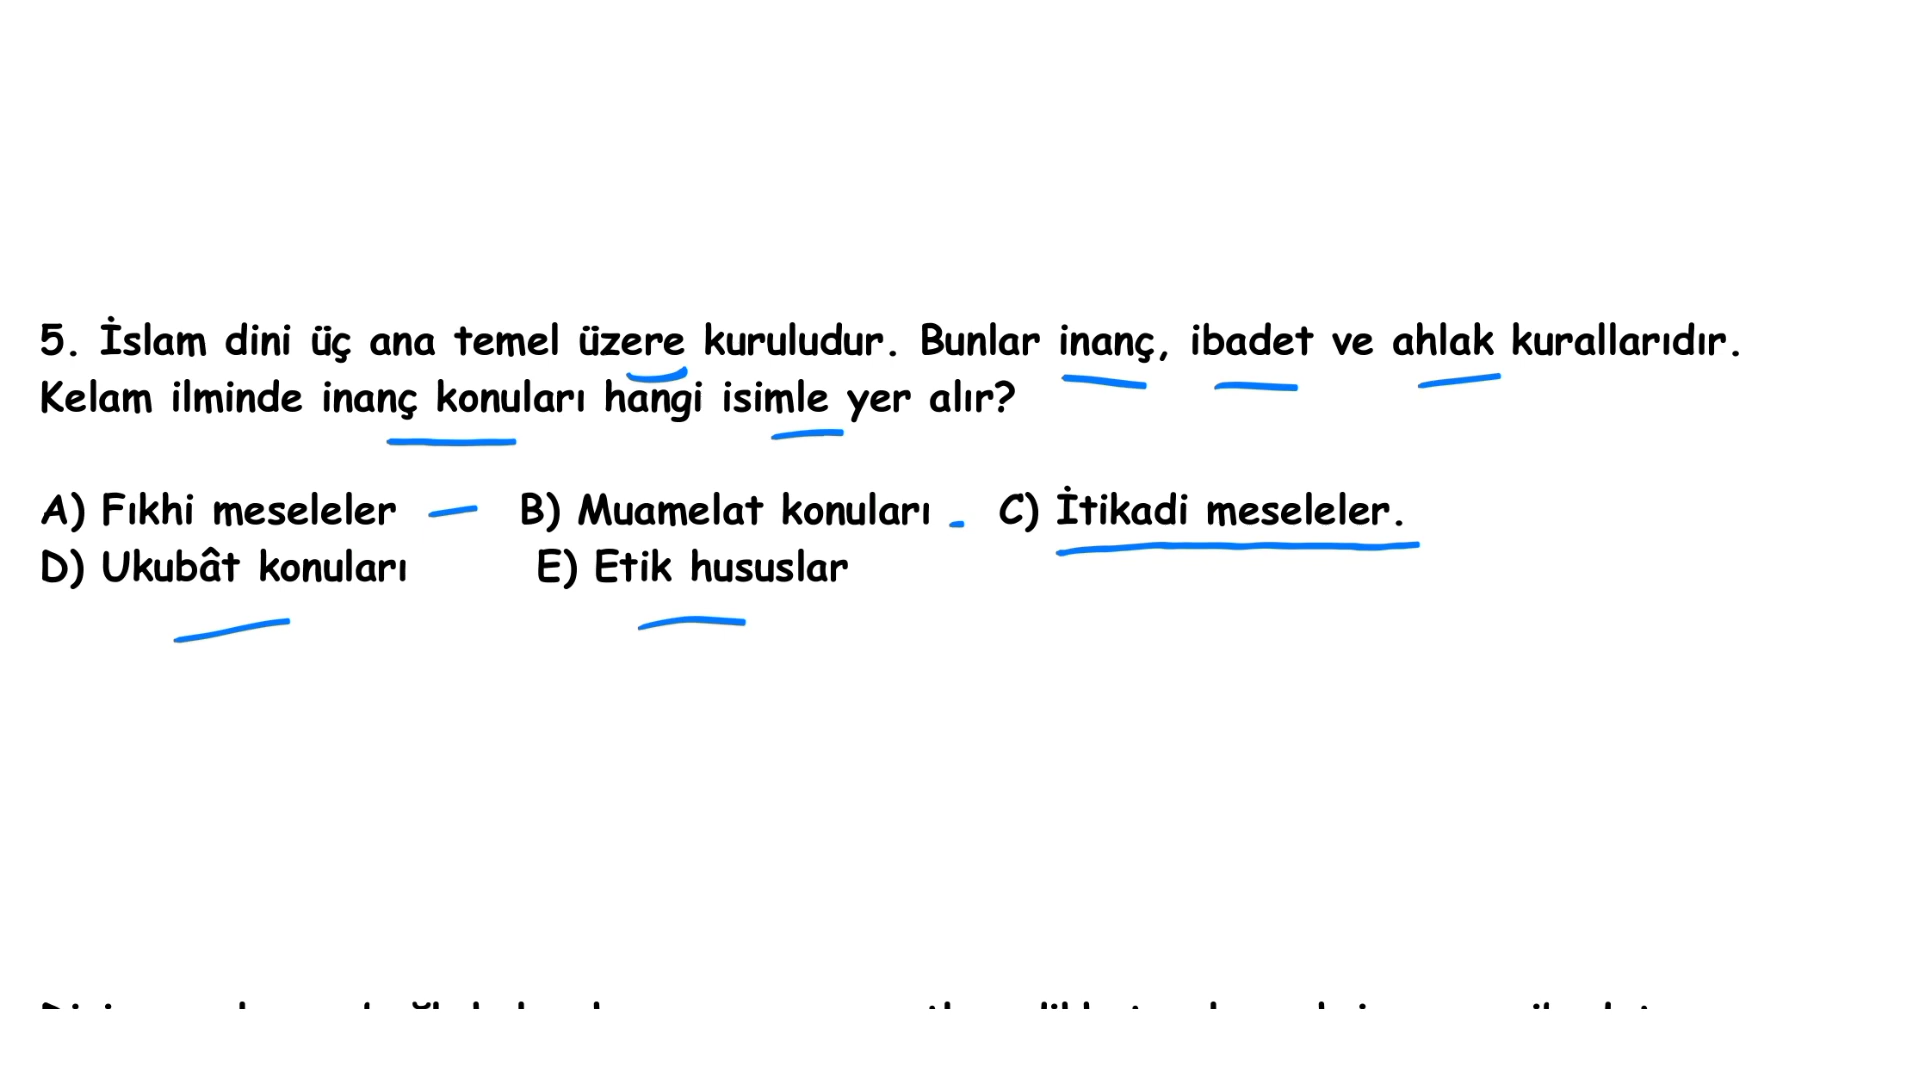 5. İslam dini üç ana temel üzere kuruludur. Bunlar inanç, ibadet ve ahlak kurallarıdır.
Kelam ilminde inanç konuları hangi isimle yer alır?
A) Fıkhi meseleler B) Muamelat konuları C) İtikadi meseleler.
D) Ukubât konuları E) Etik hususlar